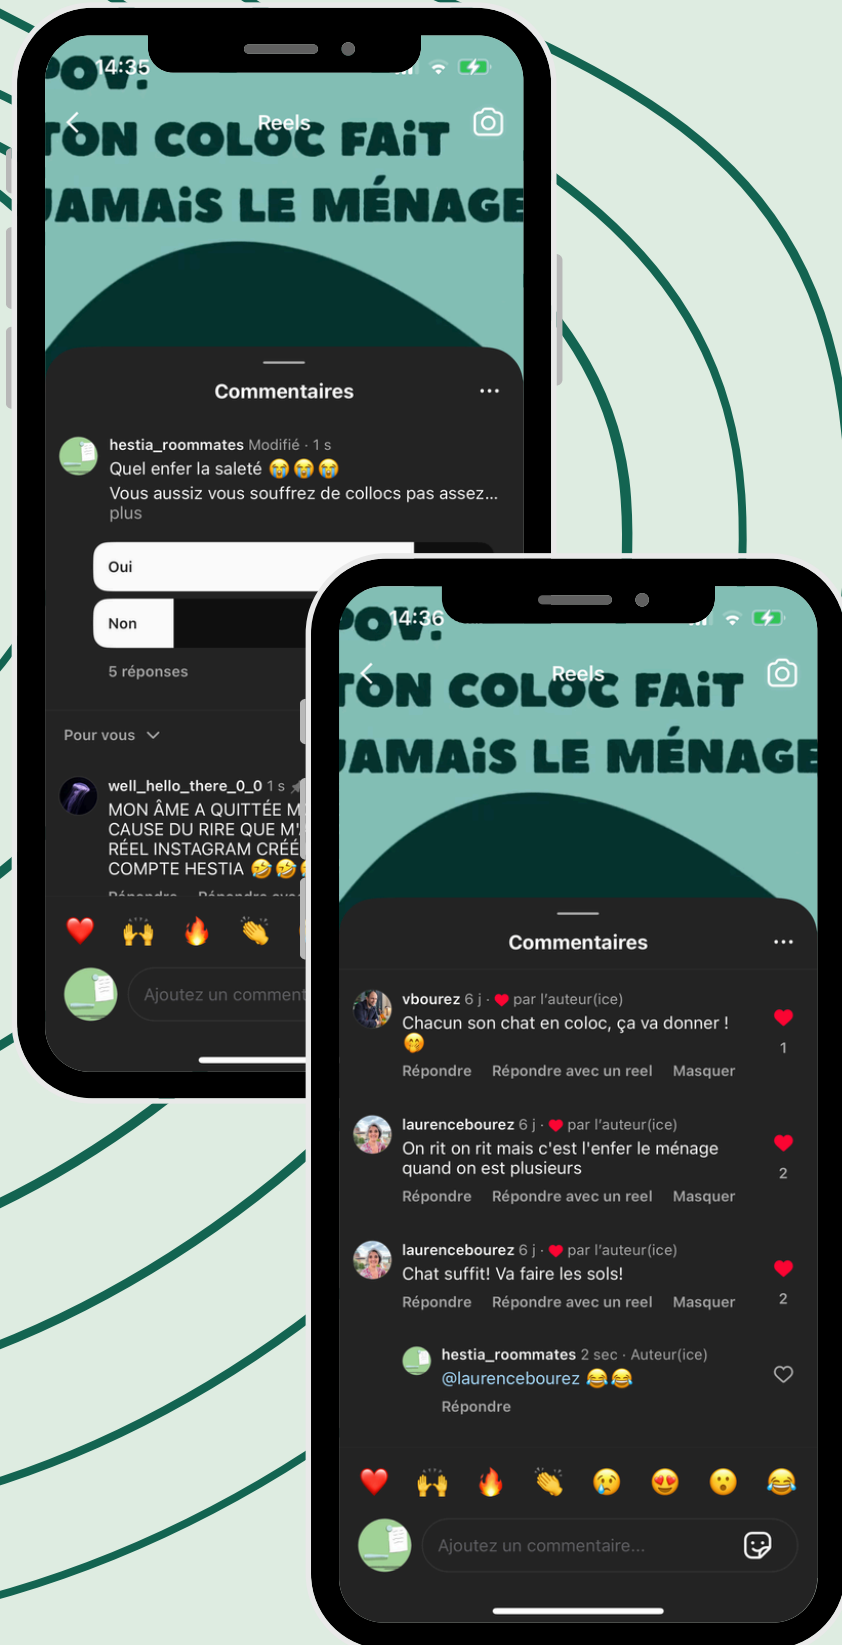 POV:
14:35
Reels
TON COLOC FAiT
JAMAiS LE MÉNAGE
Commentaires
hestia_roommates Modifié · 1 s
Quel enfer la saleté 😭😭😭
Vous aussiz vous souffrez de collocs pas assez...
plus
Oui
Non
5 réponses
Pour vous
well_hello_there_0_0 1 s
MON ÂME A QUITTÉE
CAUSE DU RIRE QUE
RÉEL INSTAGRAM CRÉÉ
COMPTE HESTIA 🤣🤣
Répondre Répondre
Ajoutez un
POV:
14:36
Reels
TON COLOC FAiT
JAMAiS LE MÉNAGE
Commentaires
vbourez 6 j · ❤ par l'auteur(ice)
Chacun son chat en coloc, ça va donner !
🤭
1
Répondre Répondre avec un reel Masquer
laurencebourez 6 j · ❤ par l'auteur(ice)
On rit on rit mais c'est l'enfer le ménage
quand on est plusieurs
2
Répondre Répondre avec un reel Masquer
laurencebourez 6 j · ❤ par l'auteur(ice)
Chat suffit! Va faire les sols!
2
Répondre Répondre avec un reel Masquer
hestia_roommates 2 sec · Auteur(ice)
@laurencebourez 😂😂
Répondre
Ajoutez un commentaire...